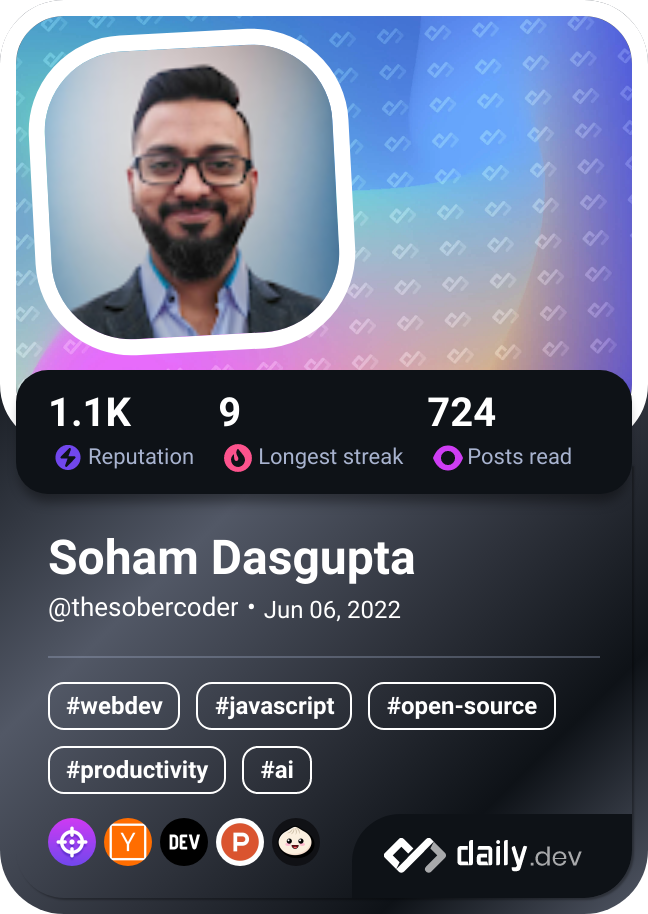 1.1K 9 724
Reputation Longest streak Posts read
Soham Dasgupta
@thesobercoder • Jun 06, 2022
#webdev #javascript #open-source
#productivity #ai
Y DEV P daily.dev